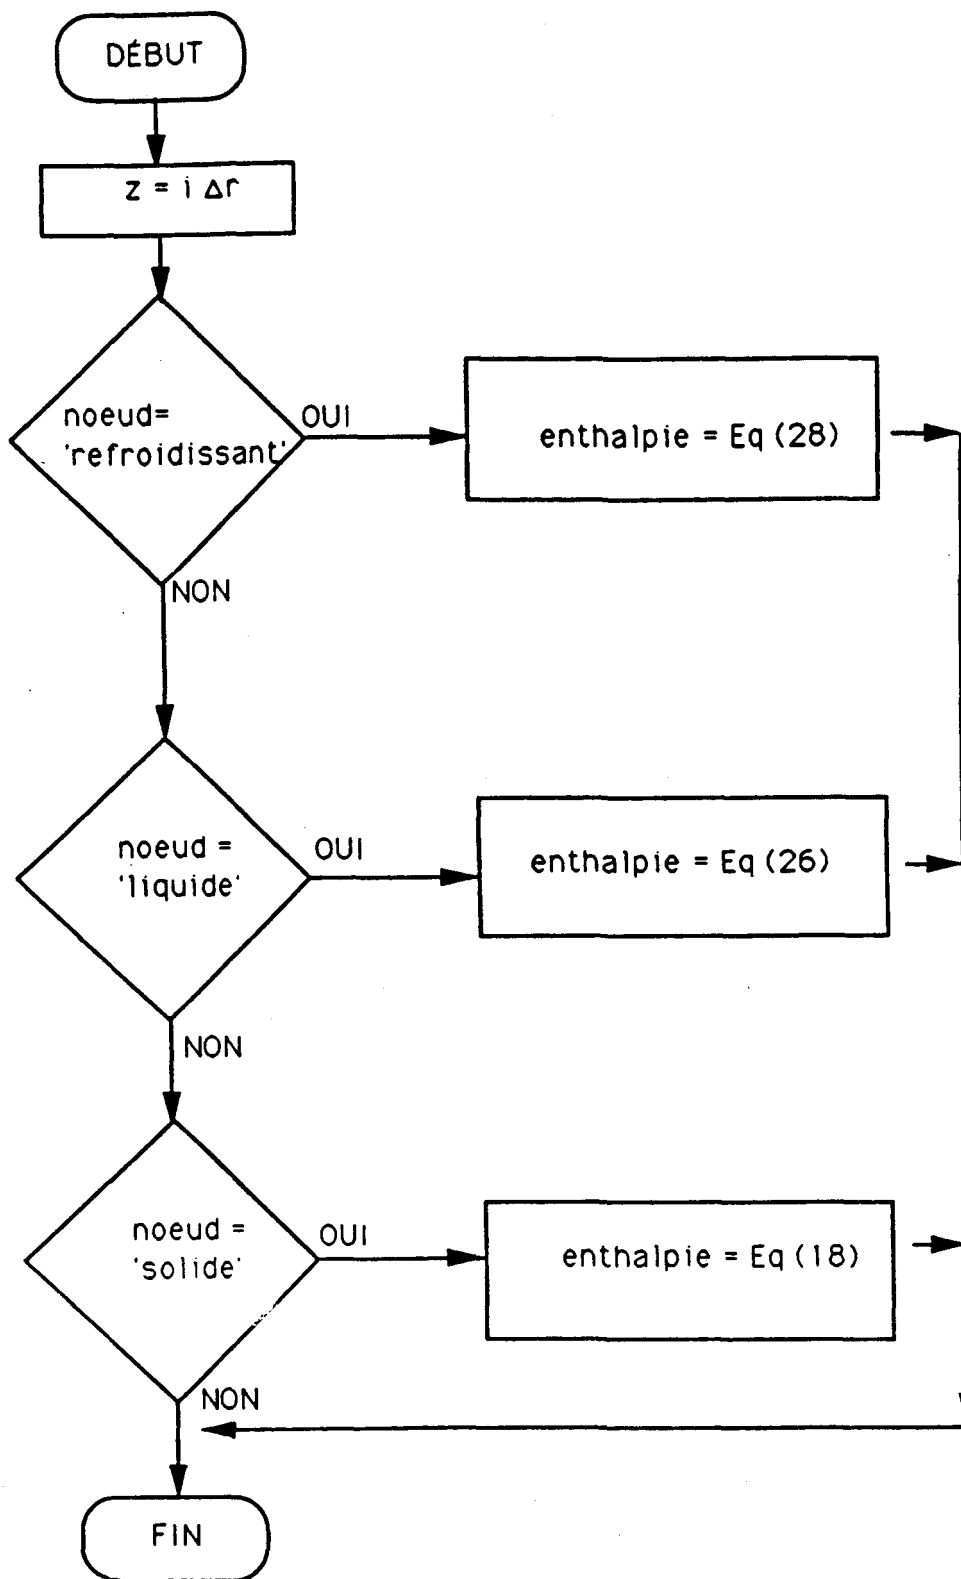 DÉBUT
z = i Δr
noeud=
'refroidissant'
OUI
enthalpie = Eq (28)
NON
noeud =
'liquide'
OUI
enthalpie = Eq (26)
NON
noeud =
'solide'
OUI
enthalpie = Eq (18)
NON
FIN